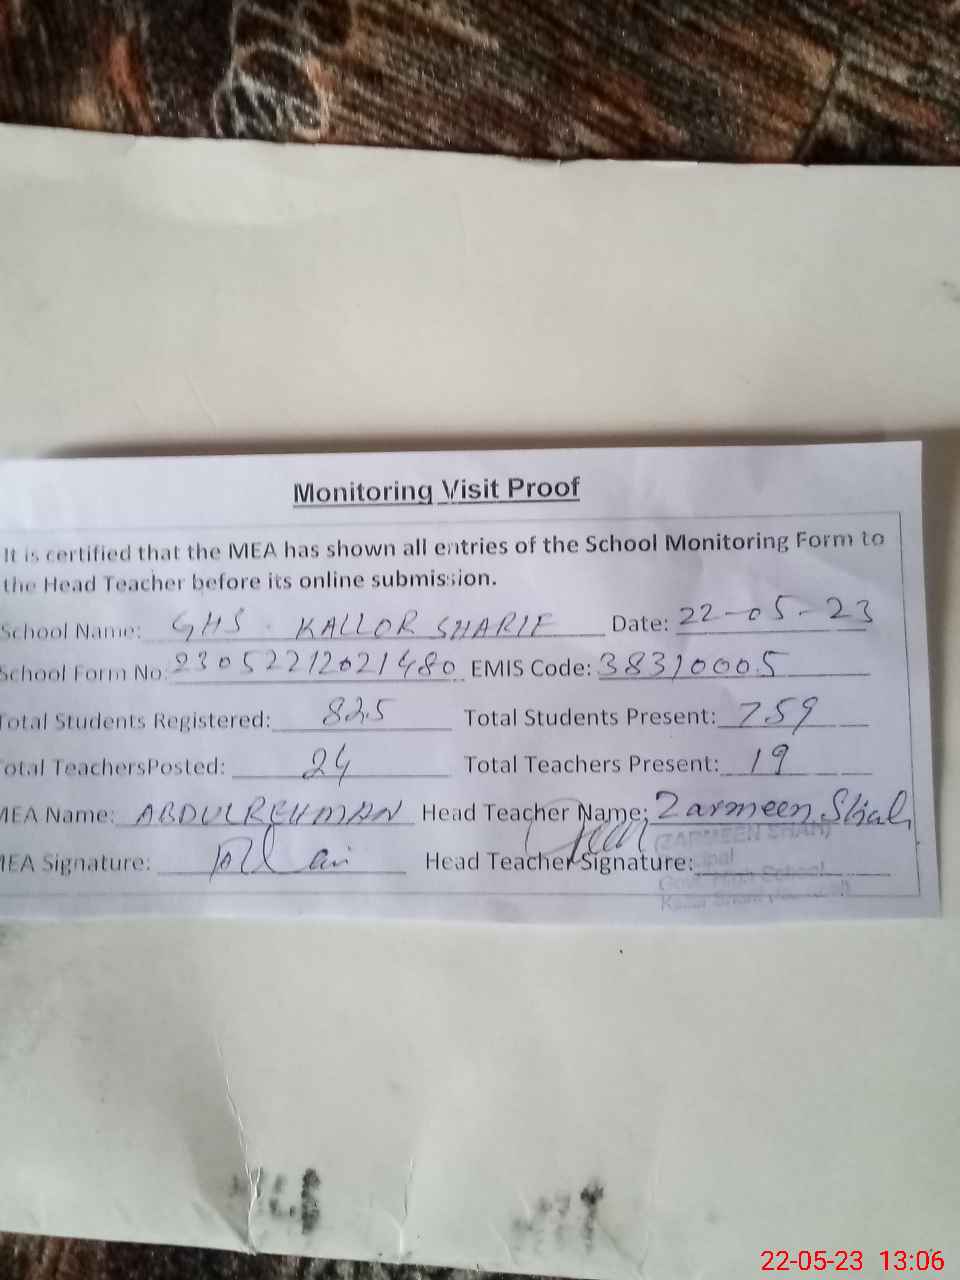 Monitoring Visit Proof
It is certified that the MEA has shown all entries of the School Monitoring Form to
the Head Teacher before its online submission.
School Name: GHS . KALLOR SHARIF Date: 22-05-23
School Form No: 23052212021480 EMIS Code: 38310005
Total Students Registered: 825 Total Students Present: 759
Total TeachersPosted: 24 Total Teachers Present: 19
MEA Name: ABDULREHMAN Head Teacher Name: Zarmeen Shah
(ZARMEEN SHAH)
MEA Signature: Head Teacher Signature:
22-05-23 13:06